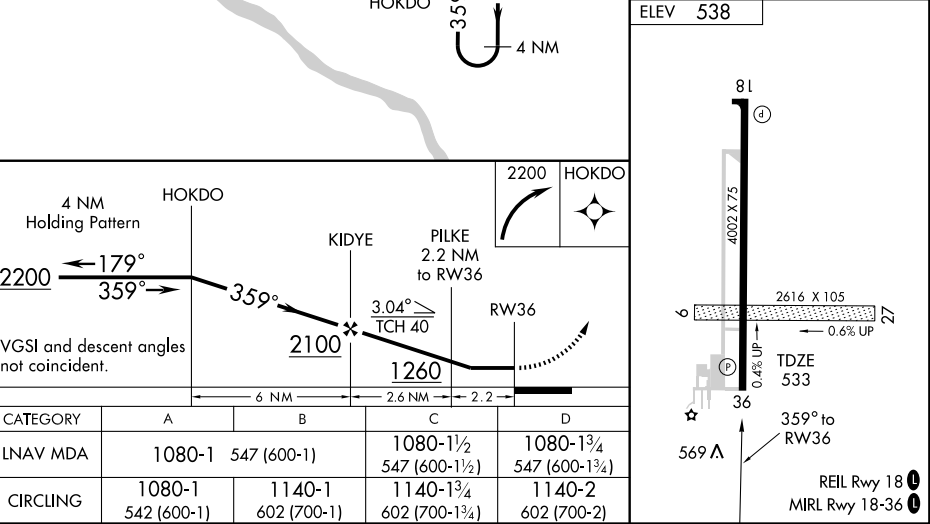 HOKDO
359°
4 NM
ELEV 538
18
P
4002 X 75
2616 X 105
9
27
0.6% UP
0.4% UP
TDZE
533
P
36
359° to
RW36
569
REIL Rwy 18 L
MIRL Rwy 18-36 L
2200
HOKDO
4 NM
Holding Pattern
HOKDO
KIDYE
PILKE
2.2 NM
to RW36
RW36
2200
179°
359°
359°
3.04°
TCH 40
2100
1260
VGSI and descent angles
not coincident.
6 NM
2.6 NM
2.2
CATEGORY A B C D
LNAV MDA 1080-1 547 (600-1) 1080-1½ 1080-1¾
547 (600-1½) 547 (600-1¾)
CIRCLING 1080-1 1140-1 1140-1¾ 1140-2
542 (600-1) 602 (700-1) 602 (700-1¾) 602 (700-2)